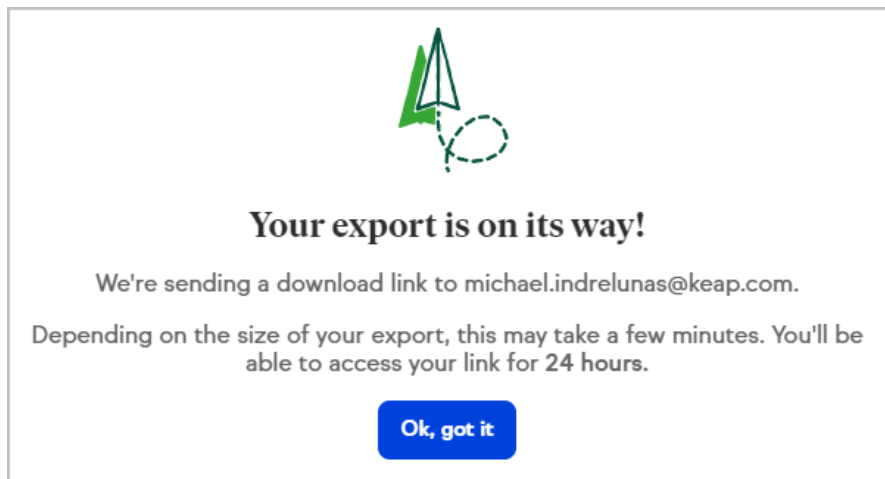 Your export is on its way!
We're sending a download link to michael.indrelunas@keap.com.
Depending on the size of your export, this may take a few minutes. You'll be
able to access your link for 24 hours.
Ok, got it